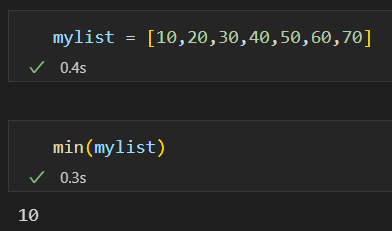 mylist = [10,20,30,40,50,60,70]
✓ 0.4s
min(mylist)
✓ 0.3s
10